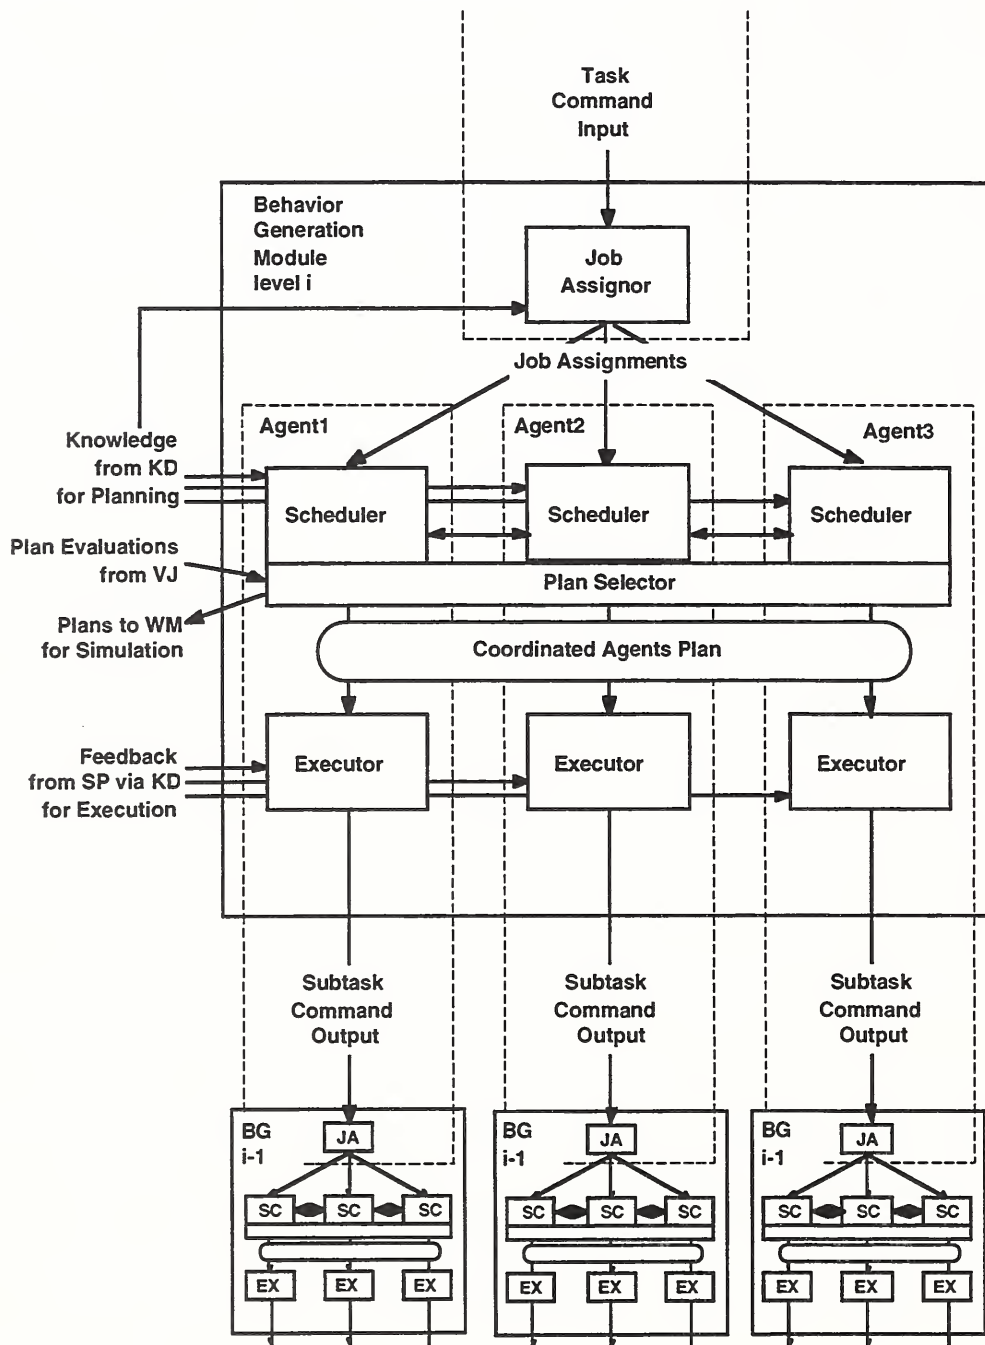 Task
Command
Input
Behavior
Generation
Module
level i
Job
Assignor
Job Assignments
Agent1
Agent2
Agent3
Knowledge
from KD
for Planning
Scheduler
Scheduler
Scheduler
Plan Evaluations
from VJ
Plan Selector
Plans to WM
for Simulation
Coordinated Agents Plan
Feedback
from SP via KD
for Execution
Executor
Executor
Executor
Subtask
Command
Output
Subtask
Command
Output
Subtask
Command
Output
BG
i-1
JA
SC SC SC
EX EX EX
BG
i-1
JA
SC SC SC
EX EX EX
BG
i-1
JA
SC SC SC
EX EX EX